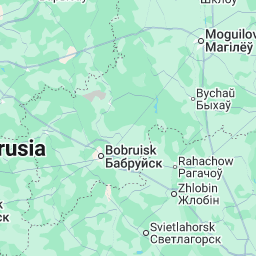 Moguilov
Магілёў
Bychaŭ
Быхаў
rusia
Bobruisk
Бабруйск
Rahachow
Рагачоў
Zhlobin
Жлобін
Svietlahorsk
Светлагорск